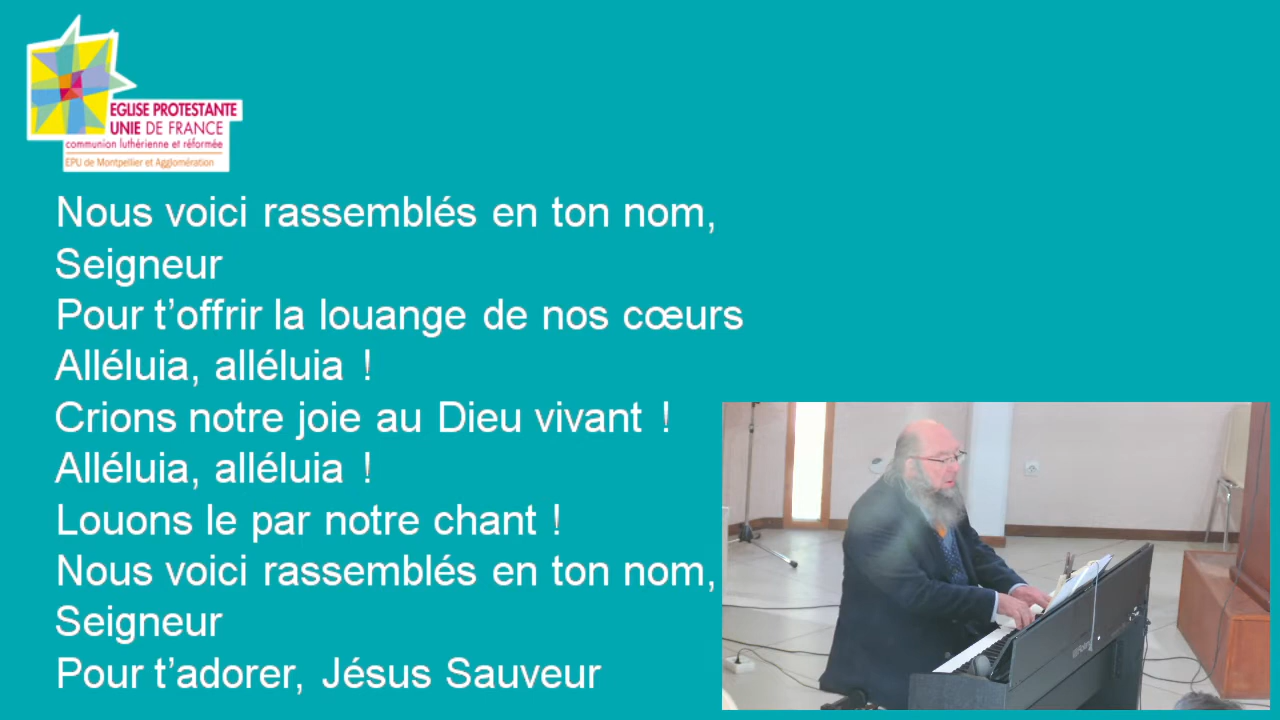 EGLISE PROTESTANTE
UNIE DE FRANCE
communion luthérienne et réformée
EPU de Montpellier et Agglomération
Nous voici rassemblés en ton nom,
Seigneur
Pour t’offrir la louange de nos cœurs
Alléluia, alléluia !
Crions notre joie au Dieu vivant !
Alléluia, alléluia !
Louons le par notre chant !
Nous voici rassemblés en ton nom,
Seigneur
Pour t’adorer, Jésus Sauveur